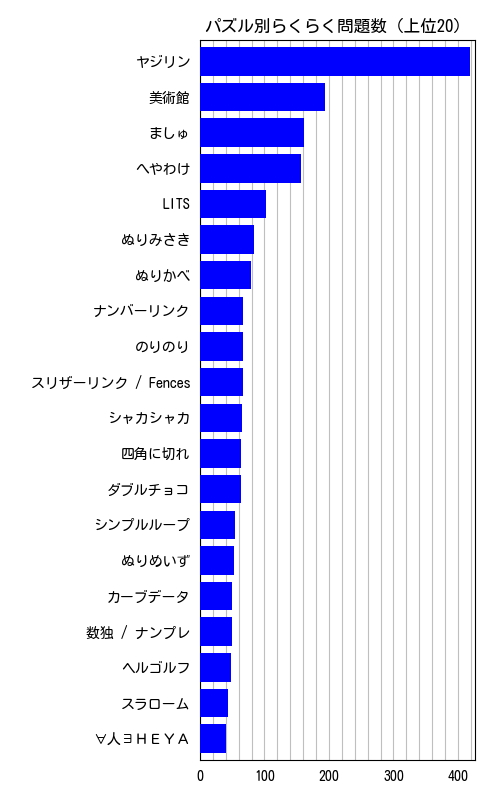 パズル別らくらく問題数（上位20）
ヤジリン
美術館
ましゅ
へやわけ
LITS
ぬりみさき
ぬりかべ
ナンバーリンク
のりのり
スリザーリンク / Fences
シャカシャカ
四角に切れ
ダブルチョコ
シンプルループ
ぬりめいず
カーブデータ
数独 / ナンプレ
ヘルゴルフ
スラローム
∀人∃ＨＥＹＡ
0 100 200 300 400